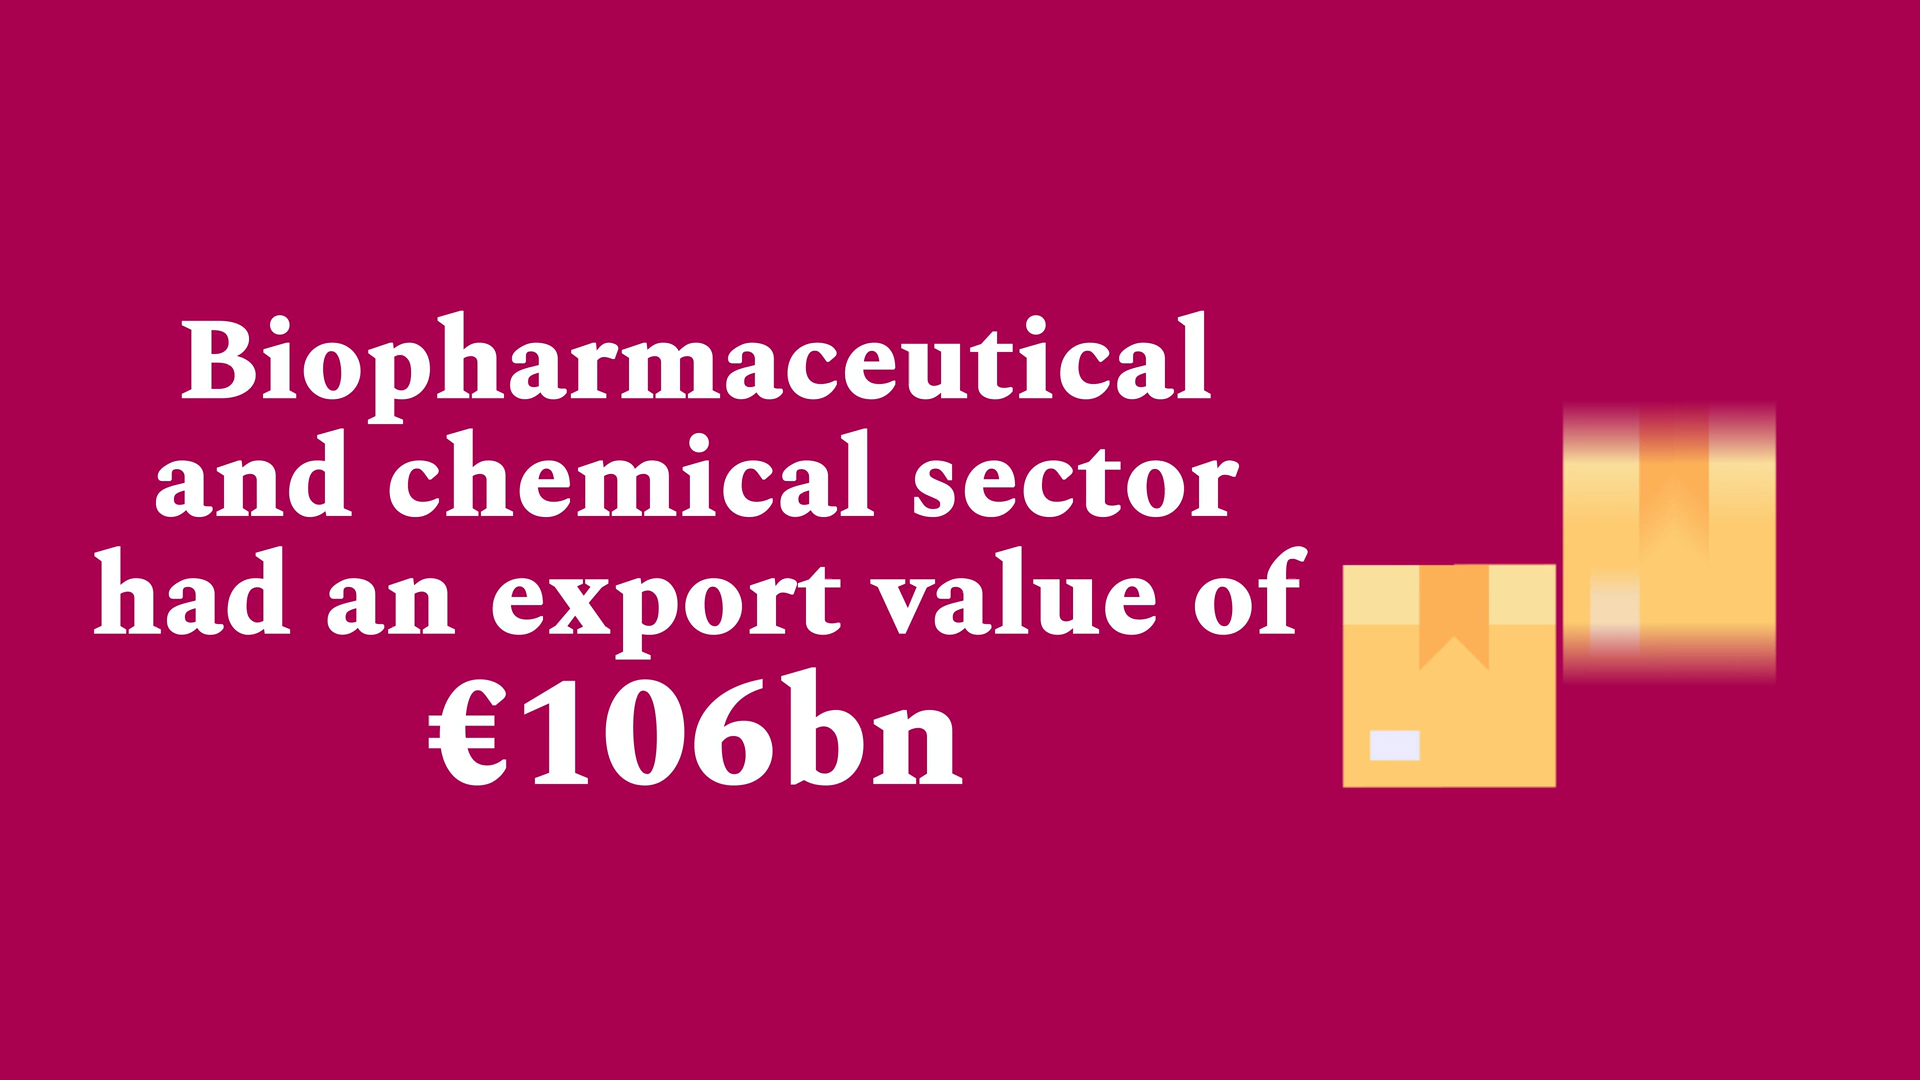 Biopharmaceutical
and chemical sector
had an export value of
€106bn